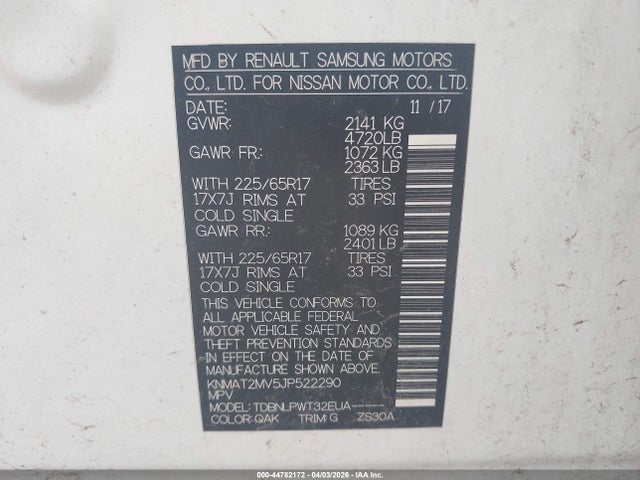 MFD BY RENAULT SAMSUNG MOTORS
CO., LTD. FOR NISSAN MOTOR CO., LTD.
DATE: 11 / 17
GVWR: 2141 KG
4720LB
GAWR FR.: 1072 KG
2363 LB
WITH 225/65R17 TIRES
17X7J RIMS AT 33 PSI
COLD SINGLE
GAWR RR.: 1089 KG
2401 LB
WITH 225/65R17 TIRES
17X7J RIMS AT 33 PSI
COLD SINGLE
THIS VEHICLE CONFORMS TO
ALL APPLICABLE FEDERAL
MOTOR VEHICLE SAFETY AND
THEFT PREVENTION STANDARDS
IN EFFECT ON THE DATE OF
MANUFACTURE SHOWN ABOVE.
KNMAT2MV5JP522290
MPV
MODEL: TDBNLPWT32EUA-----
COLOR: QAK TRIM: G ZS30A
000-44782172 - 04/03/2026 - IAAI.COM